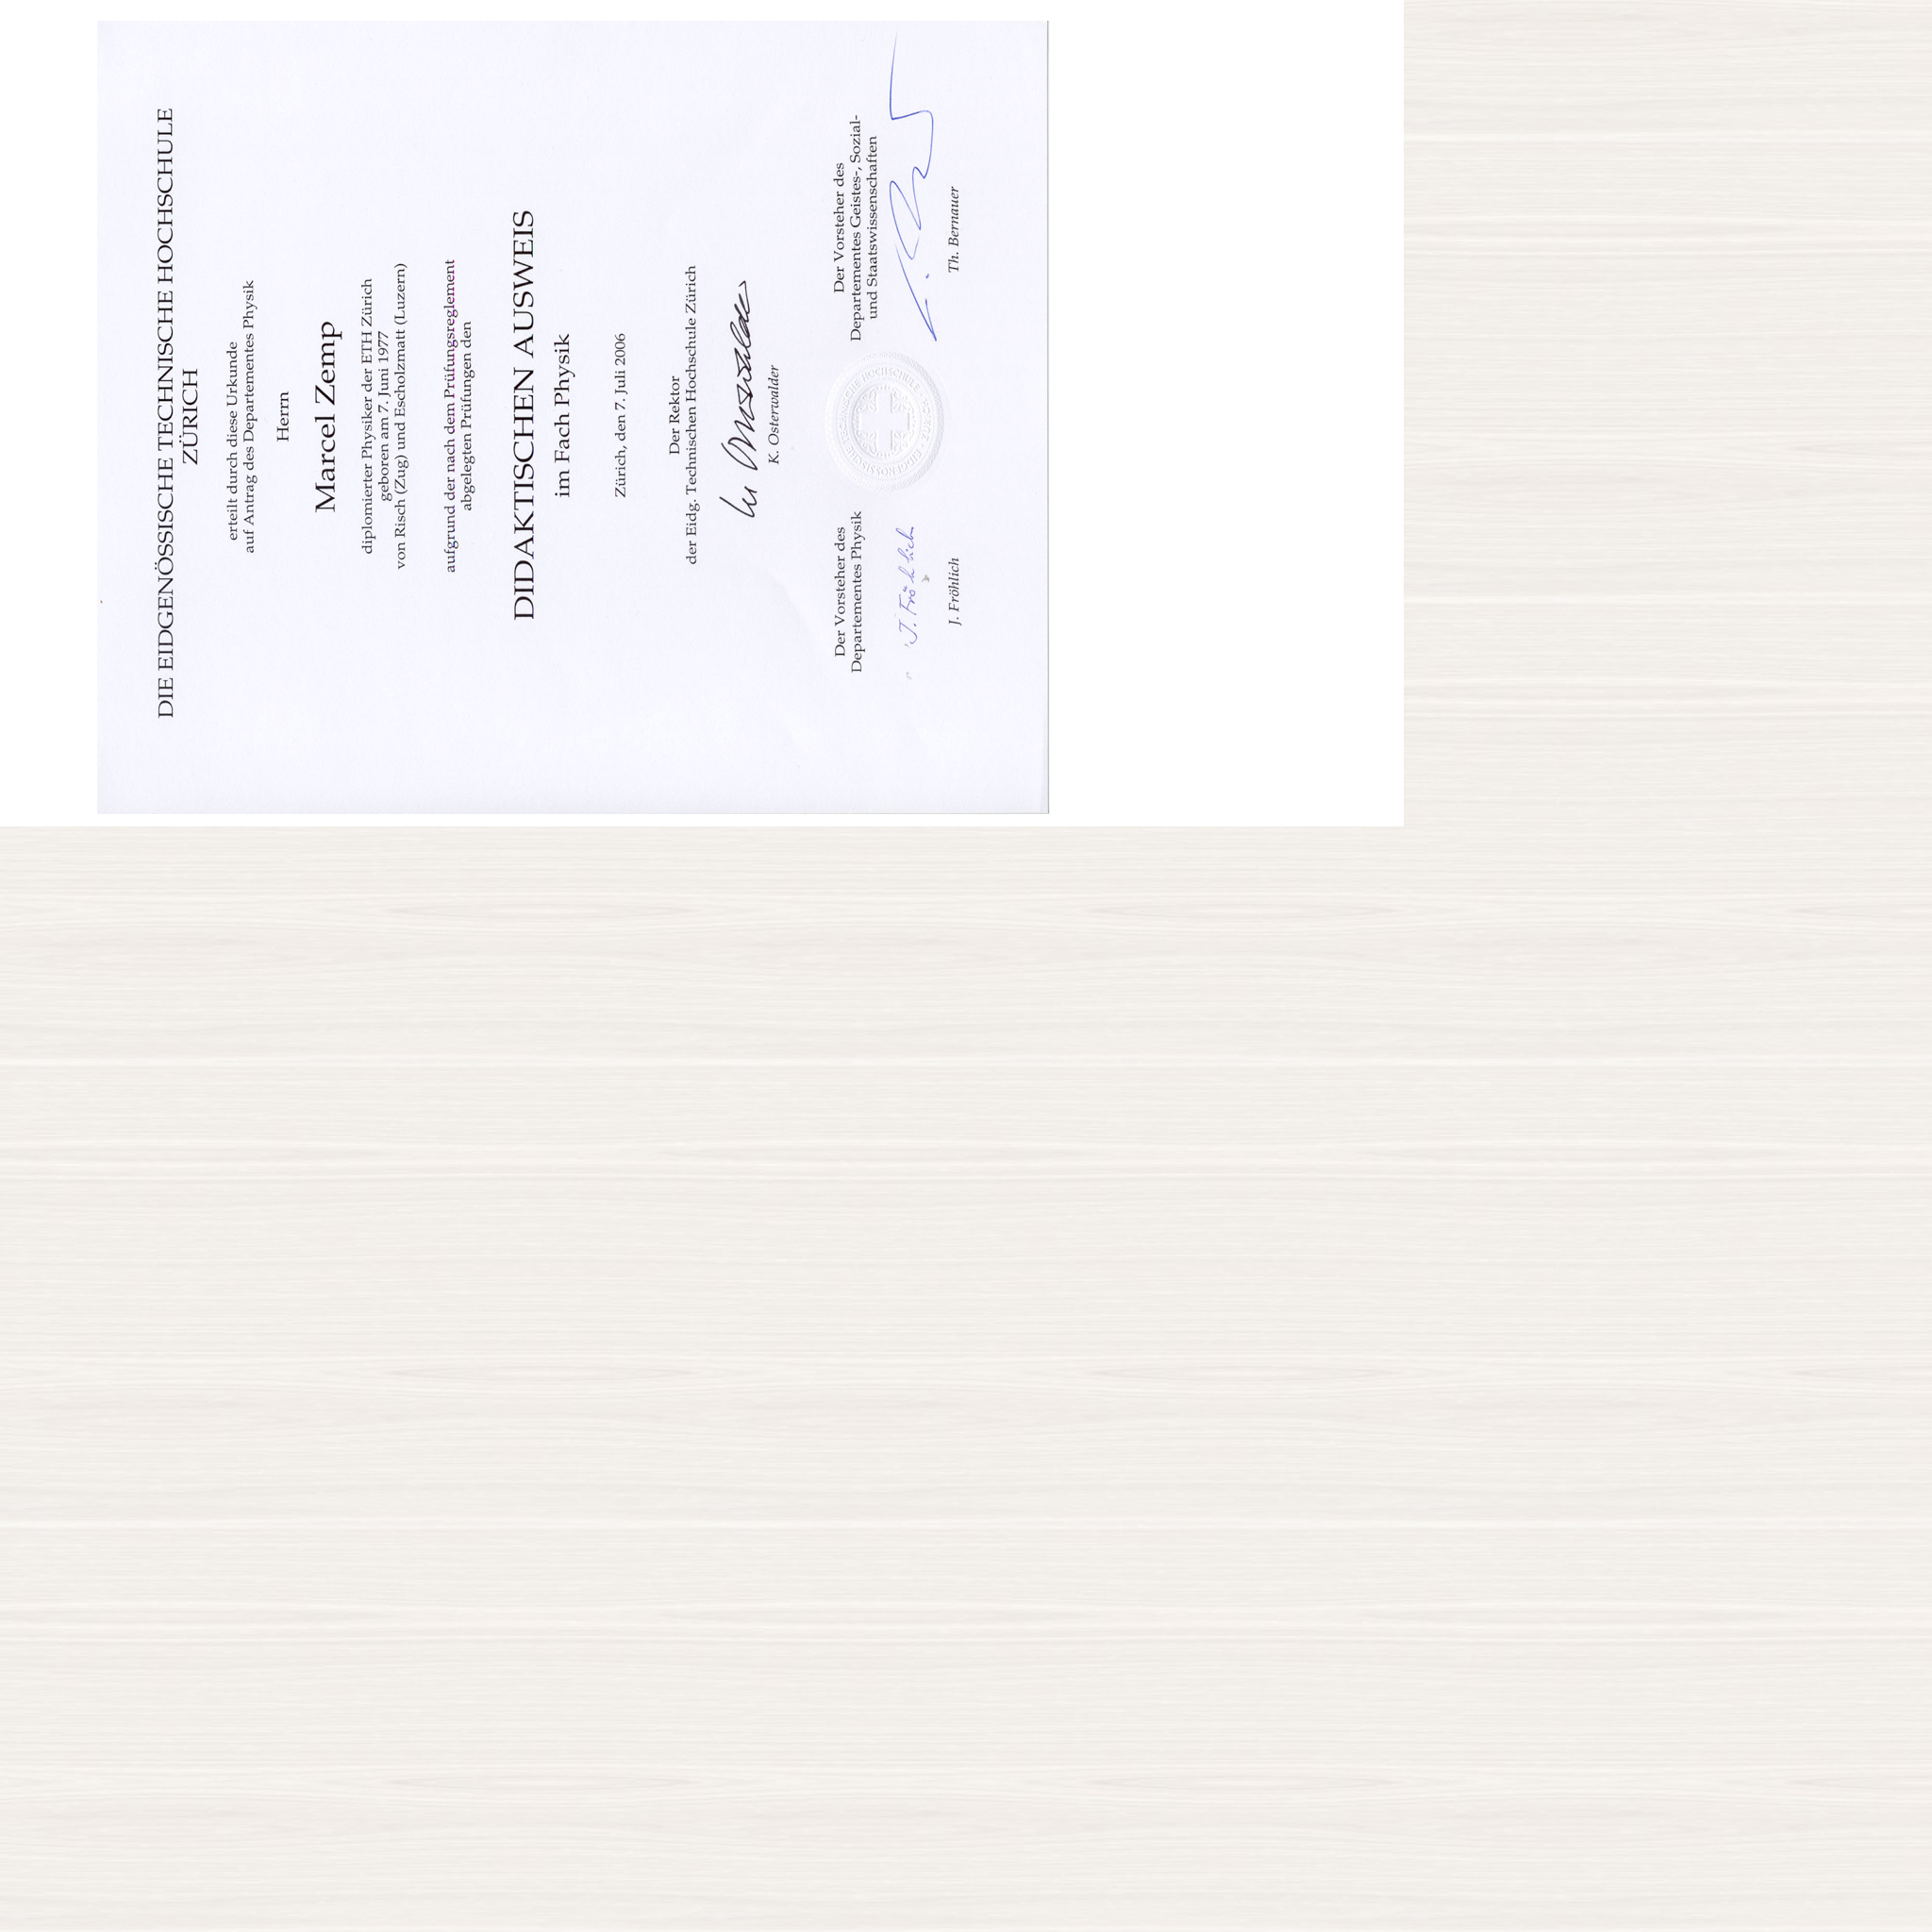 DIE EIDGENÖSSISCHE TECHNISCHE HOCHSCHULE
ZÜRICH
erteilt durch diese Urkunde
auf Antrag des Departementes Physik
Herrn
Marcel Zemp
diplomierter Physiker der ETH Zürich
geboren am 7. Juni 1977
von Risch (Zug) und Escholzmatt (Luzern)
aufgrund der nach dem Prüfungsreglement
abgelegten Prüfungen den
DIDAKTISCHEN AUSWEIS
im Fach Physik
Zürich, den 7. Juli 2006
Der Rektor
der Eidg. Technischen Hochschule Zürich
K. Osterwalder
Der Vorsteher des
Departementes Physik
J. Fröhlich
J. Fröhlich
Der Vorsteher des
Departementes Geistes-, Sozial-
und Staatswissenschaften
Th. Bernauer